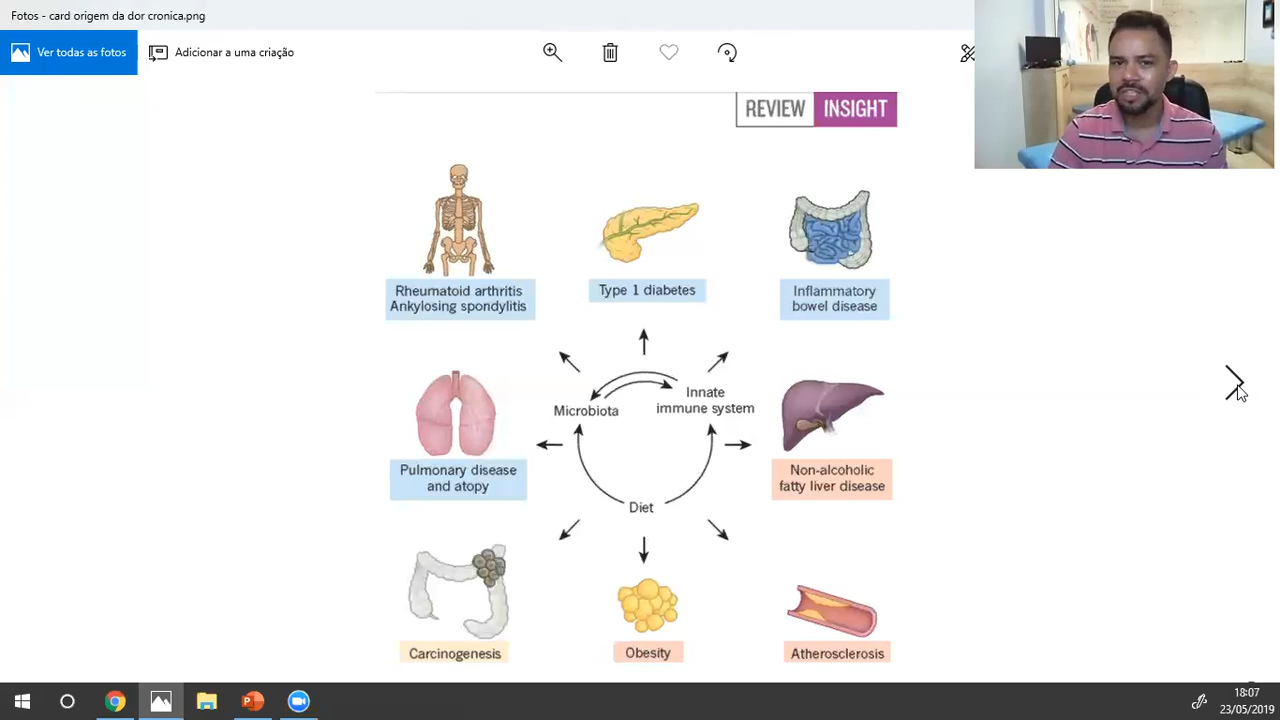 Fotos - card origem da dor cronica.png
Ver todas as fotos
Adicionar a uma criação
REVIEW INSIGHT
Rheumatoid arthritis
Ankylosing spondylitis
Type 1 diabetes
Inflammatory
bowel disease
Microbiota
Innate
immune system
Pulmonary disease
and atopy
Non-alcoholic
fatty liver disease
Diet
Carcinogenesis
Obesity
Atherosclerosis
18:07
23/05/2019